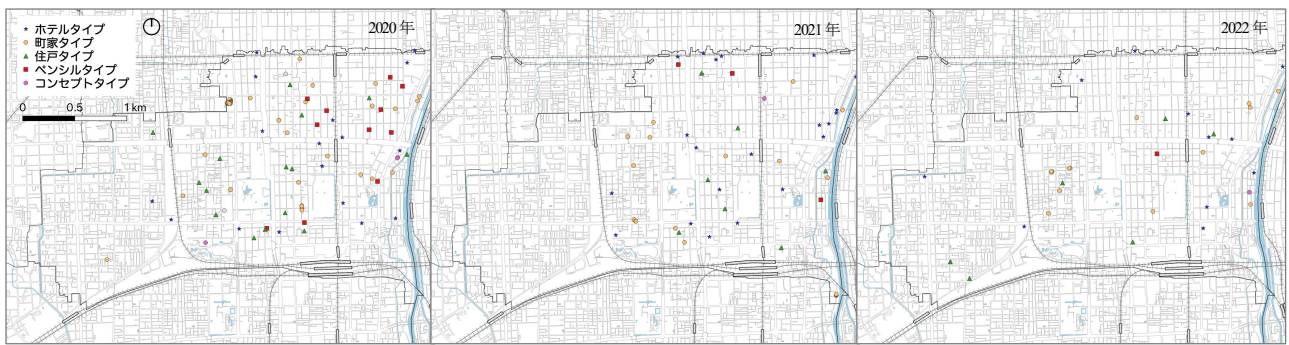 2020 年
2021 年
2022 年
ホテルタイプ
町家タイプ
住戸タイプ
ペンシルタイプ
コンセプトタイプ
0 0.5 1 km